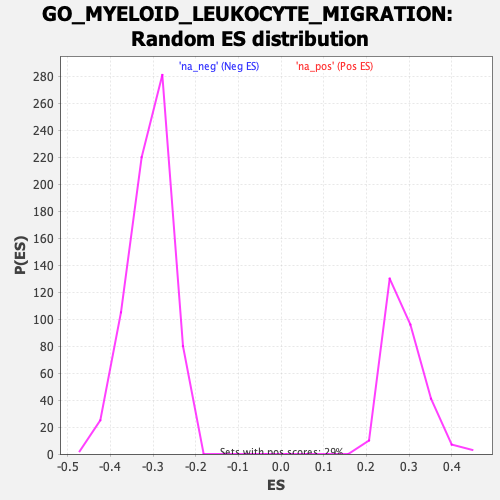 GO_MYELOID_LEUKOCYTE_MIGRATION:
Random ES distribution
'na_neg' (Neg ES) 'na_pos' (Pos ES)
280
260
240
220
200
180
160
140
120
100
80
60
40
20
0
P(ES)
Sets with pos scores: 29%
-0.5 -0.4 -0.3 -0.2 -0.1 0.0 0.1 0.2 0.3 0.4
ES